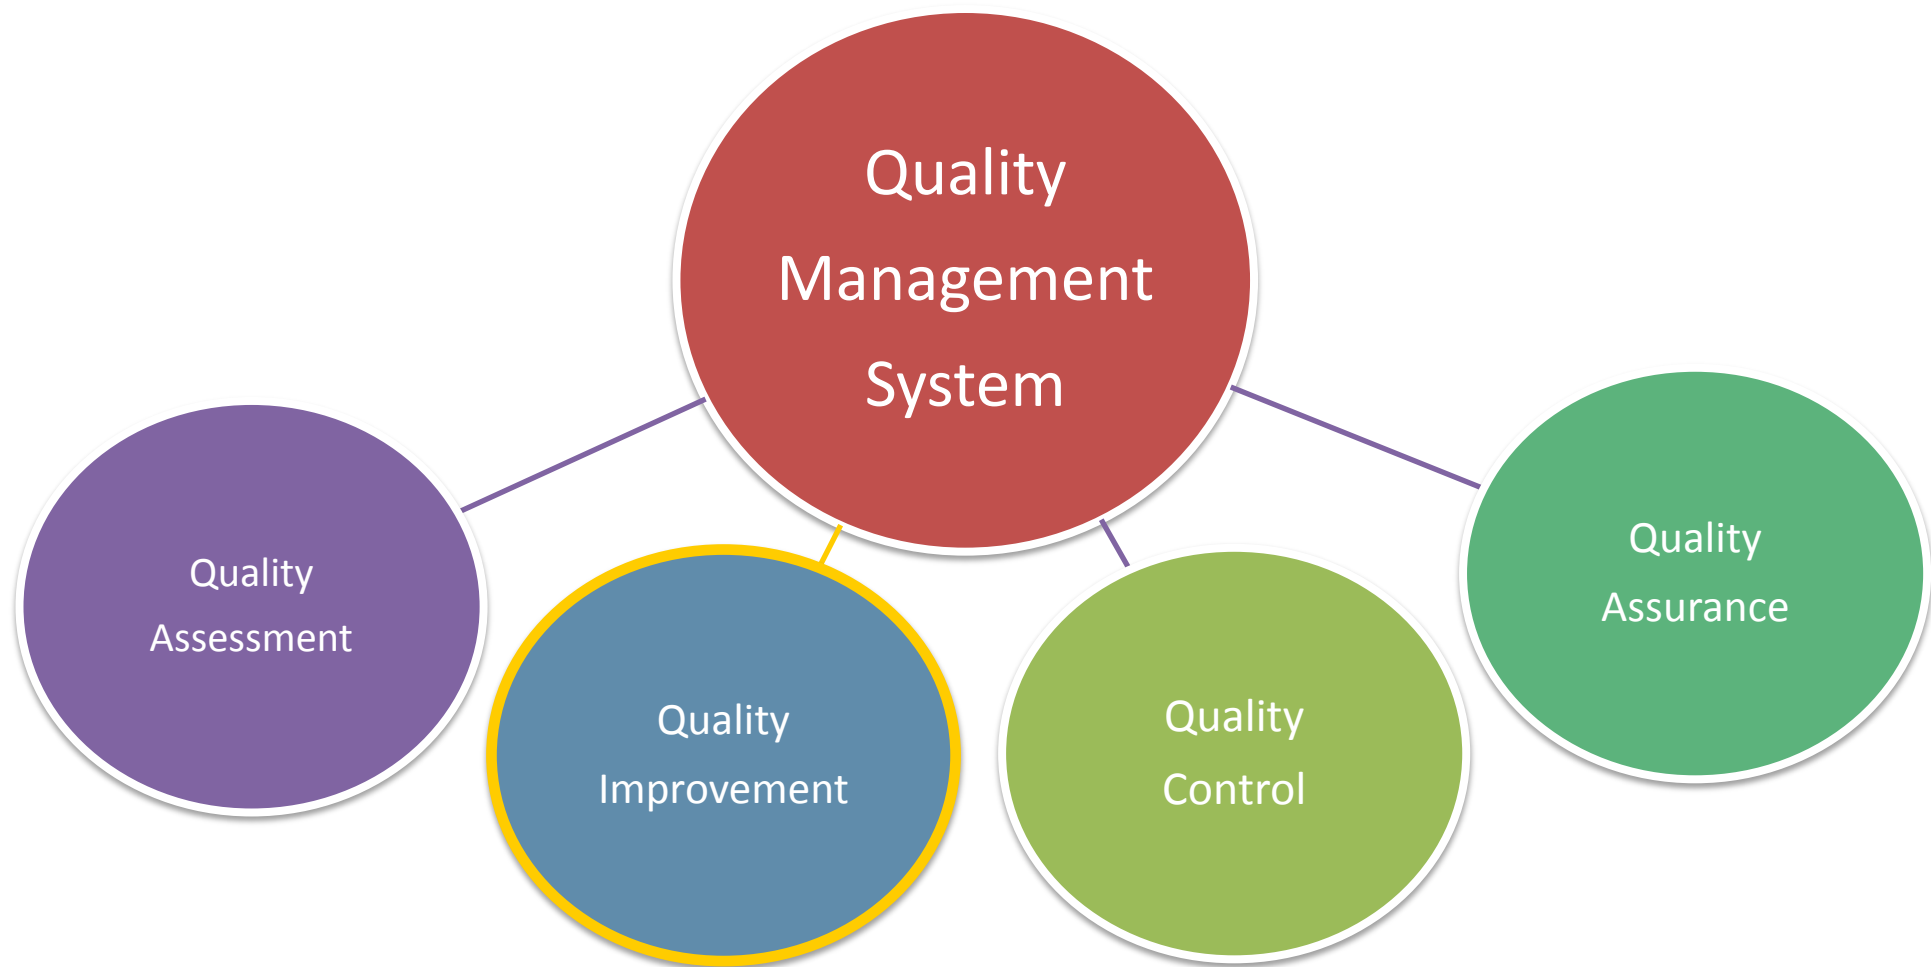 Quality
Management
System
Quality
Assessment
Quality
Improvement
Quality
Control
Quality
Assurance